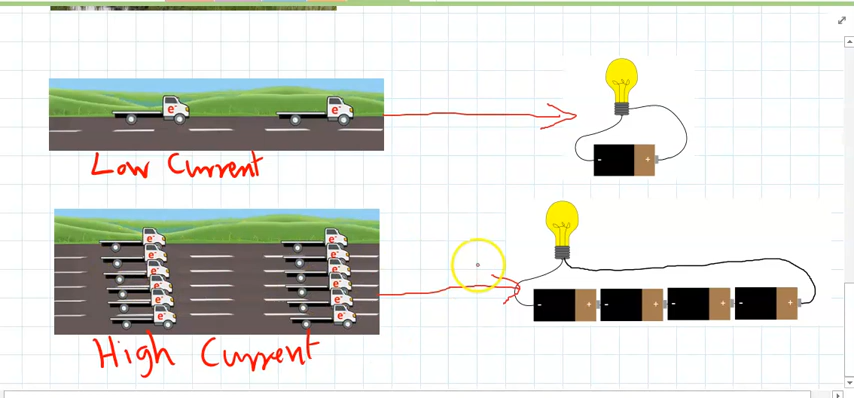 e⁻ e⁻
- +
Low Current
e⁻ e⁻
e⁻ e⁻
e⁻ e⁻
e⁻ e⁻
e⁻ e⁻
e⁻ e⁻
- + - + - + - +
High Current